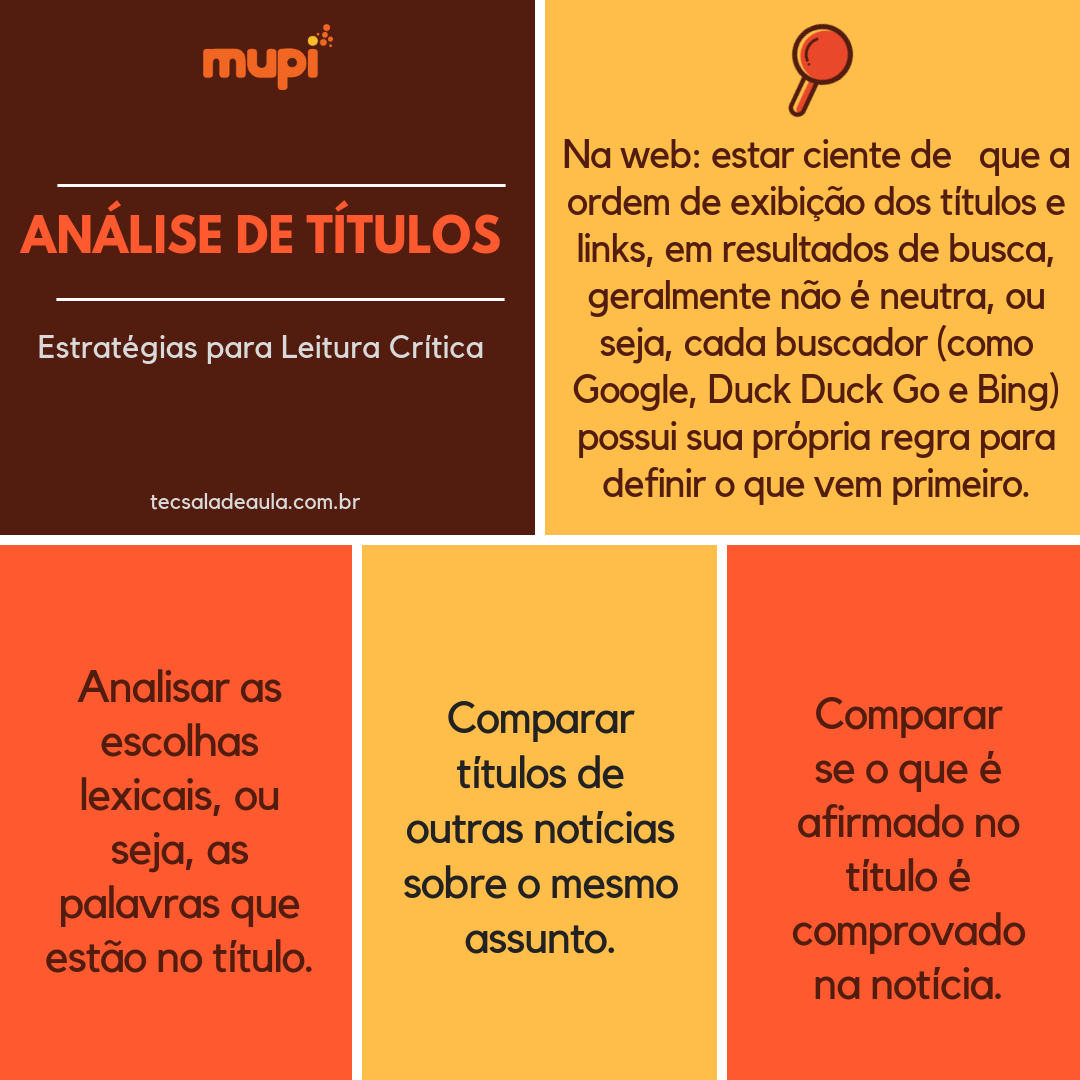 mupi
ANÁLISE DE TÍTULOS
Estratégias para Leitura Crítica
tecsaladeaula.com.br
Na web: estar ciente de que a
ordem de exibição dos títulos e
links, em resultados de busca,
geralmente não é neutra, ou
seja, cada buscador (como
Google, Duck Duck Go e Bing)
possui sua própria regra para
definir o que vem primeiro.
Analisar as
escolhas
lexicais, ou
seja, as
palavras que
estão no título.
Comparar
títulos de
outras notícias
sobre o mesmo
assunto.
Comparar
se o que é
afirmado no
título é
comprovado
na notícia.